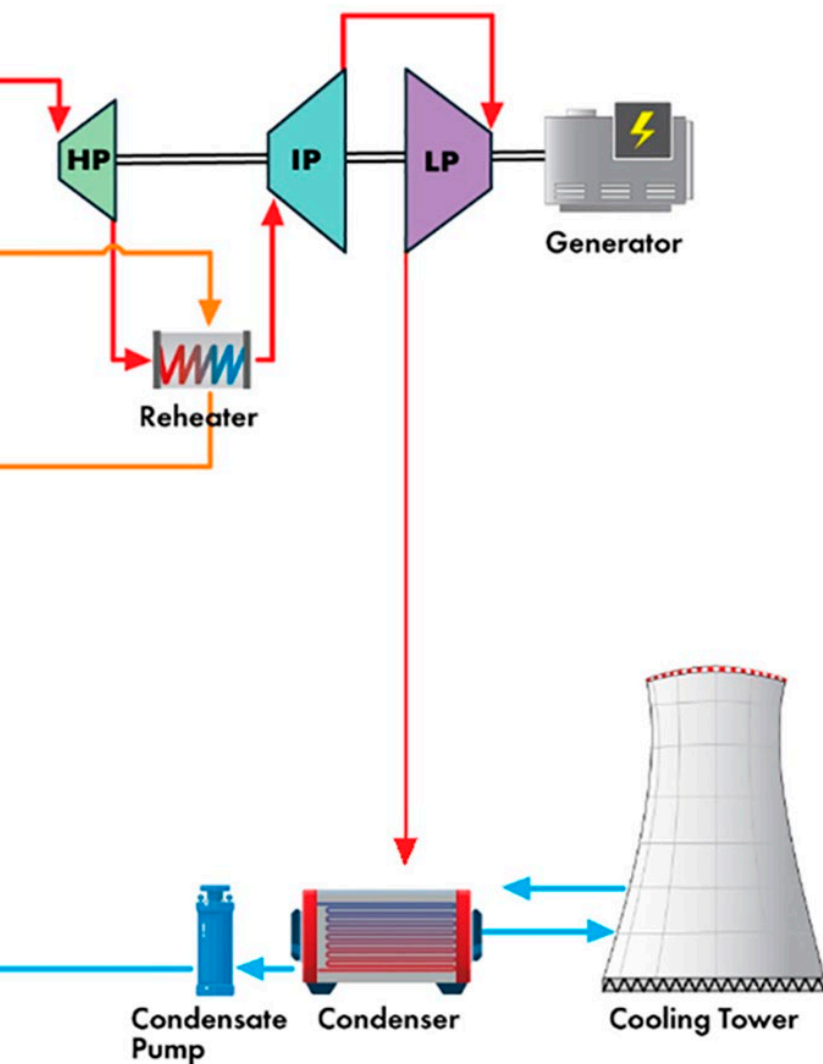 HP
IP
LP
Generator
Reheater
Condensate
Pump
Condenser
Cooling Tower